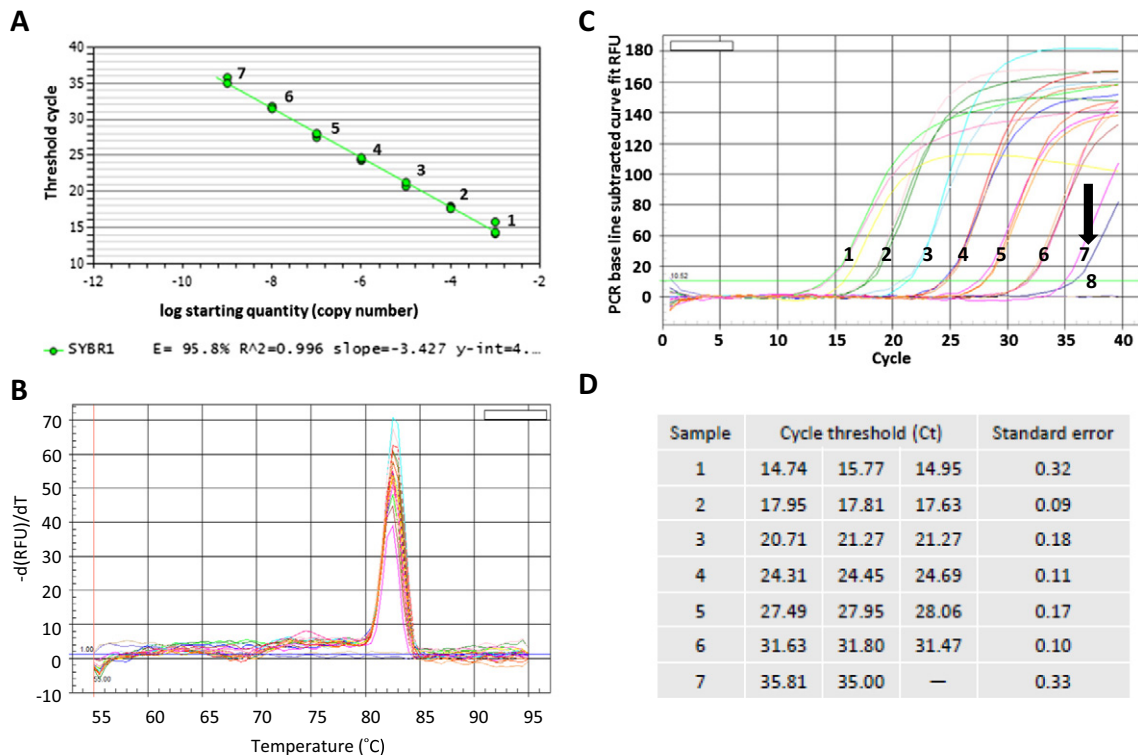 A
40
35
30
25
20
15
10
Threshold cycle
7
6
5
4
3
2
1
-12 -10 -8 -6 -4 -2
log starting quantity (copy number)
SYBR1 E= 95.8% R^2=0.996 slope=-3.427 y-int=4.…
B
70
60
50
40
30
20
10
0
-10
-d(RFU)/dT
1.00
55.00
55 60 65 70 75 80 85 90 95
Temperature (˚C)
C
180
160
140
120
100
80
60
40
20
0
PCR base line subtracted curve fit RFU
10.52
1 2 3 4 5 6 7
8
0 5 10 15 20 25 30 35 40
Cycle
D
Sample Cycle threshold (Ct) Standard error
1 14.74 15.77 14.95 0.32
2 17.95 17.81 17.63 0.09
3 20.71 21.27 21.27 0.18
4 24.31 24.45 24.69 0.11
5 27.49 27.95 28.06 0.17
6 31.63 31.80 31.47 0.10
7 35.81 35.00 — 0.33